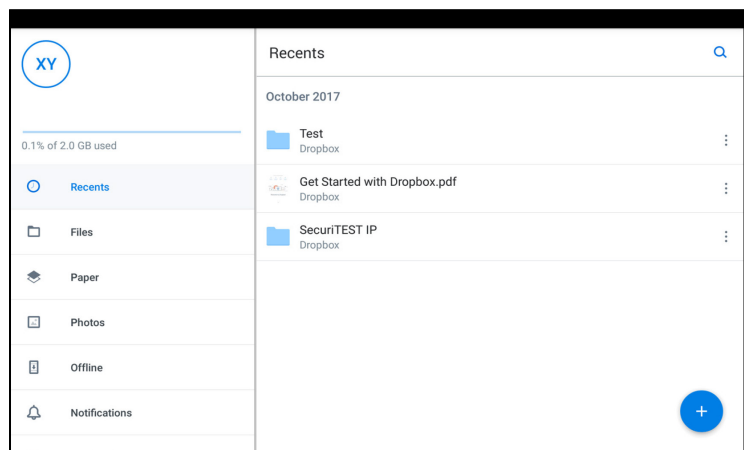 XY
0.1% of 2.0 GB used
Recents
Files
Paper
Photos
Offline
Notifications
Recents
October 2017
Test
Dropbox
Get Started with Dropbox.pdf
Dropbox
SecuriTEST IP
Dropbox